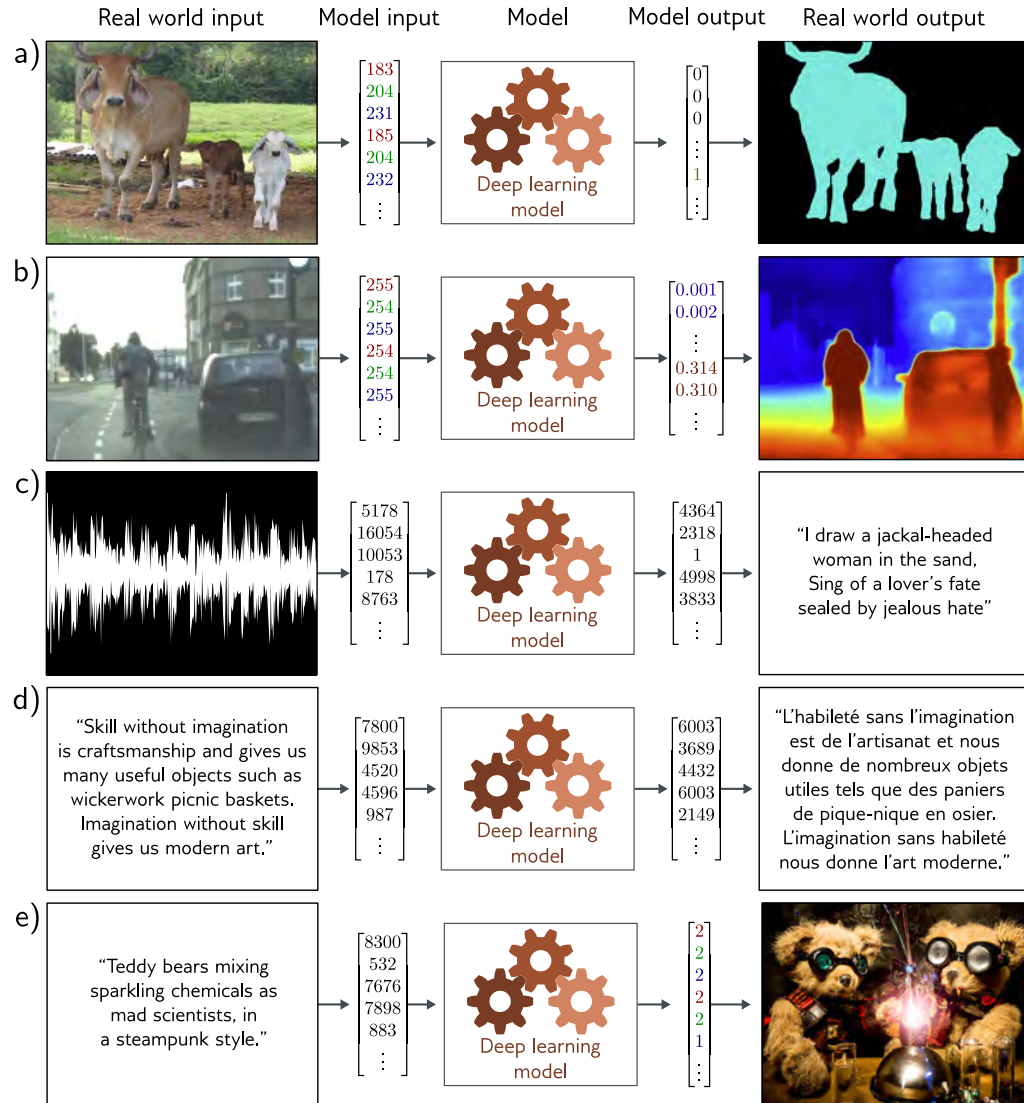 Real world input Model input Model Model output Real world output
a)
183
204
231
185
204
232
⋮
Deep learning
model
0
0
0
⋮
1
⋮
b)
255
254
255
254
254
255
⋮
Deep learning
model
0.001
0.002
⋮
0.314
0.310
⋮
c)
5178
16054
10053
178
8763
⋮
Deep learning
model
4364
2318
1
4998
3833
⋮
“I draw a jackal-headed
woman in the sand,
Sing of a lover’s fate
sealed by jealous hate”
d)
“Skill without imagination
is craftsmanship and gives us
many useful objects such as
wickerwork picnic baskets.
Imagination without skill
gives us modern art.”
7800
9853
4520
4596
987
⋮
Deep learning
model
6003
3689
4432
6003
2149
⋮
“L’habileté sans l’imagination
est de l’artisanat et nous
donne de nombreux objets
utiles tels que des paniers
de pique-nique en osier.
L’imagination sans habileté
nous donne l’art moderne.”
e)
“Teddy bears mixing
sparkling chemicals as
mad scientists, in
a steampunk style.”
8300
532
7676
7898
883
⋮
Deep learning
model
2
2
2
2
2
1
⋮